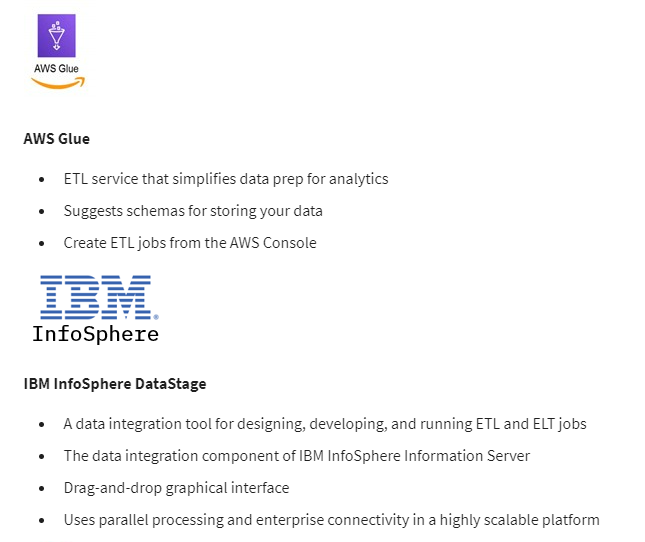 AWS Glue
AWS Glue
• ETL service that simplifies data prep for analytics
• Suggests schemas for storing your data
• Create ETL jobs from the AWS Console
IBM®
InfoSphere
IBM InfoSphere DataStage
• A data integration tool for designing, developing, and running ETL and ELT jobs
• The data integration component of IBM InfoSphere Information Server
• Drag-and-drop graphical interface
• Uses parallel processing and enterprise connectivity in a highly scalable platform